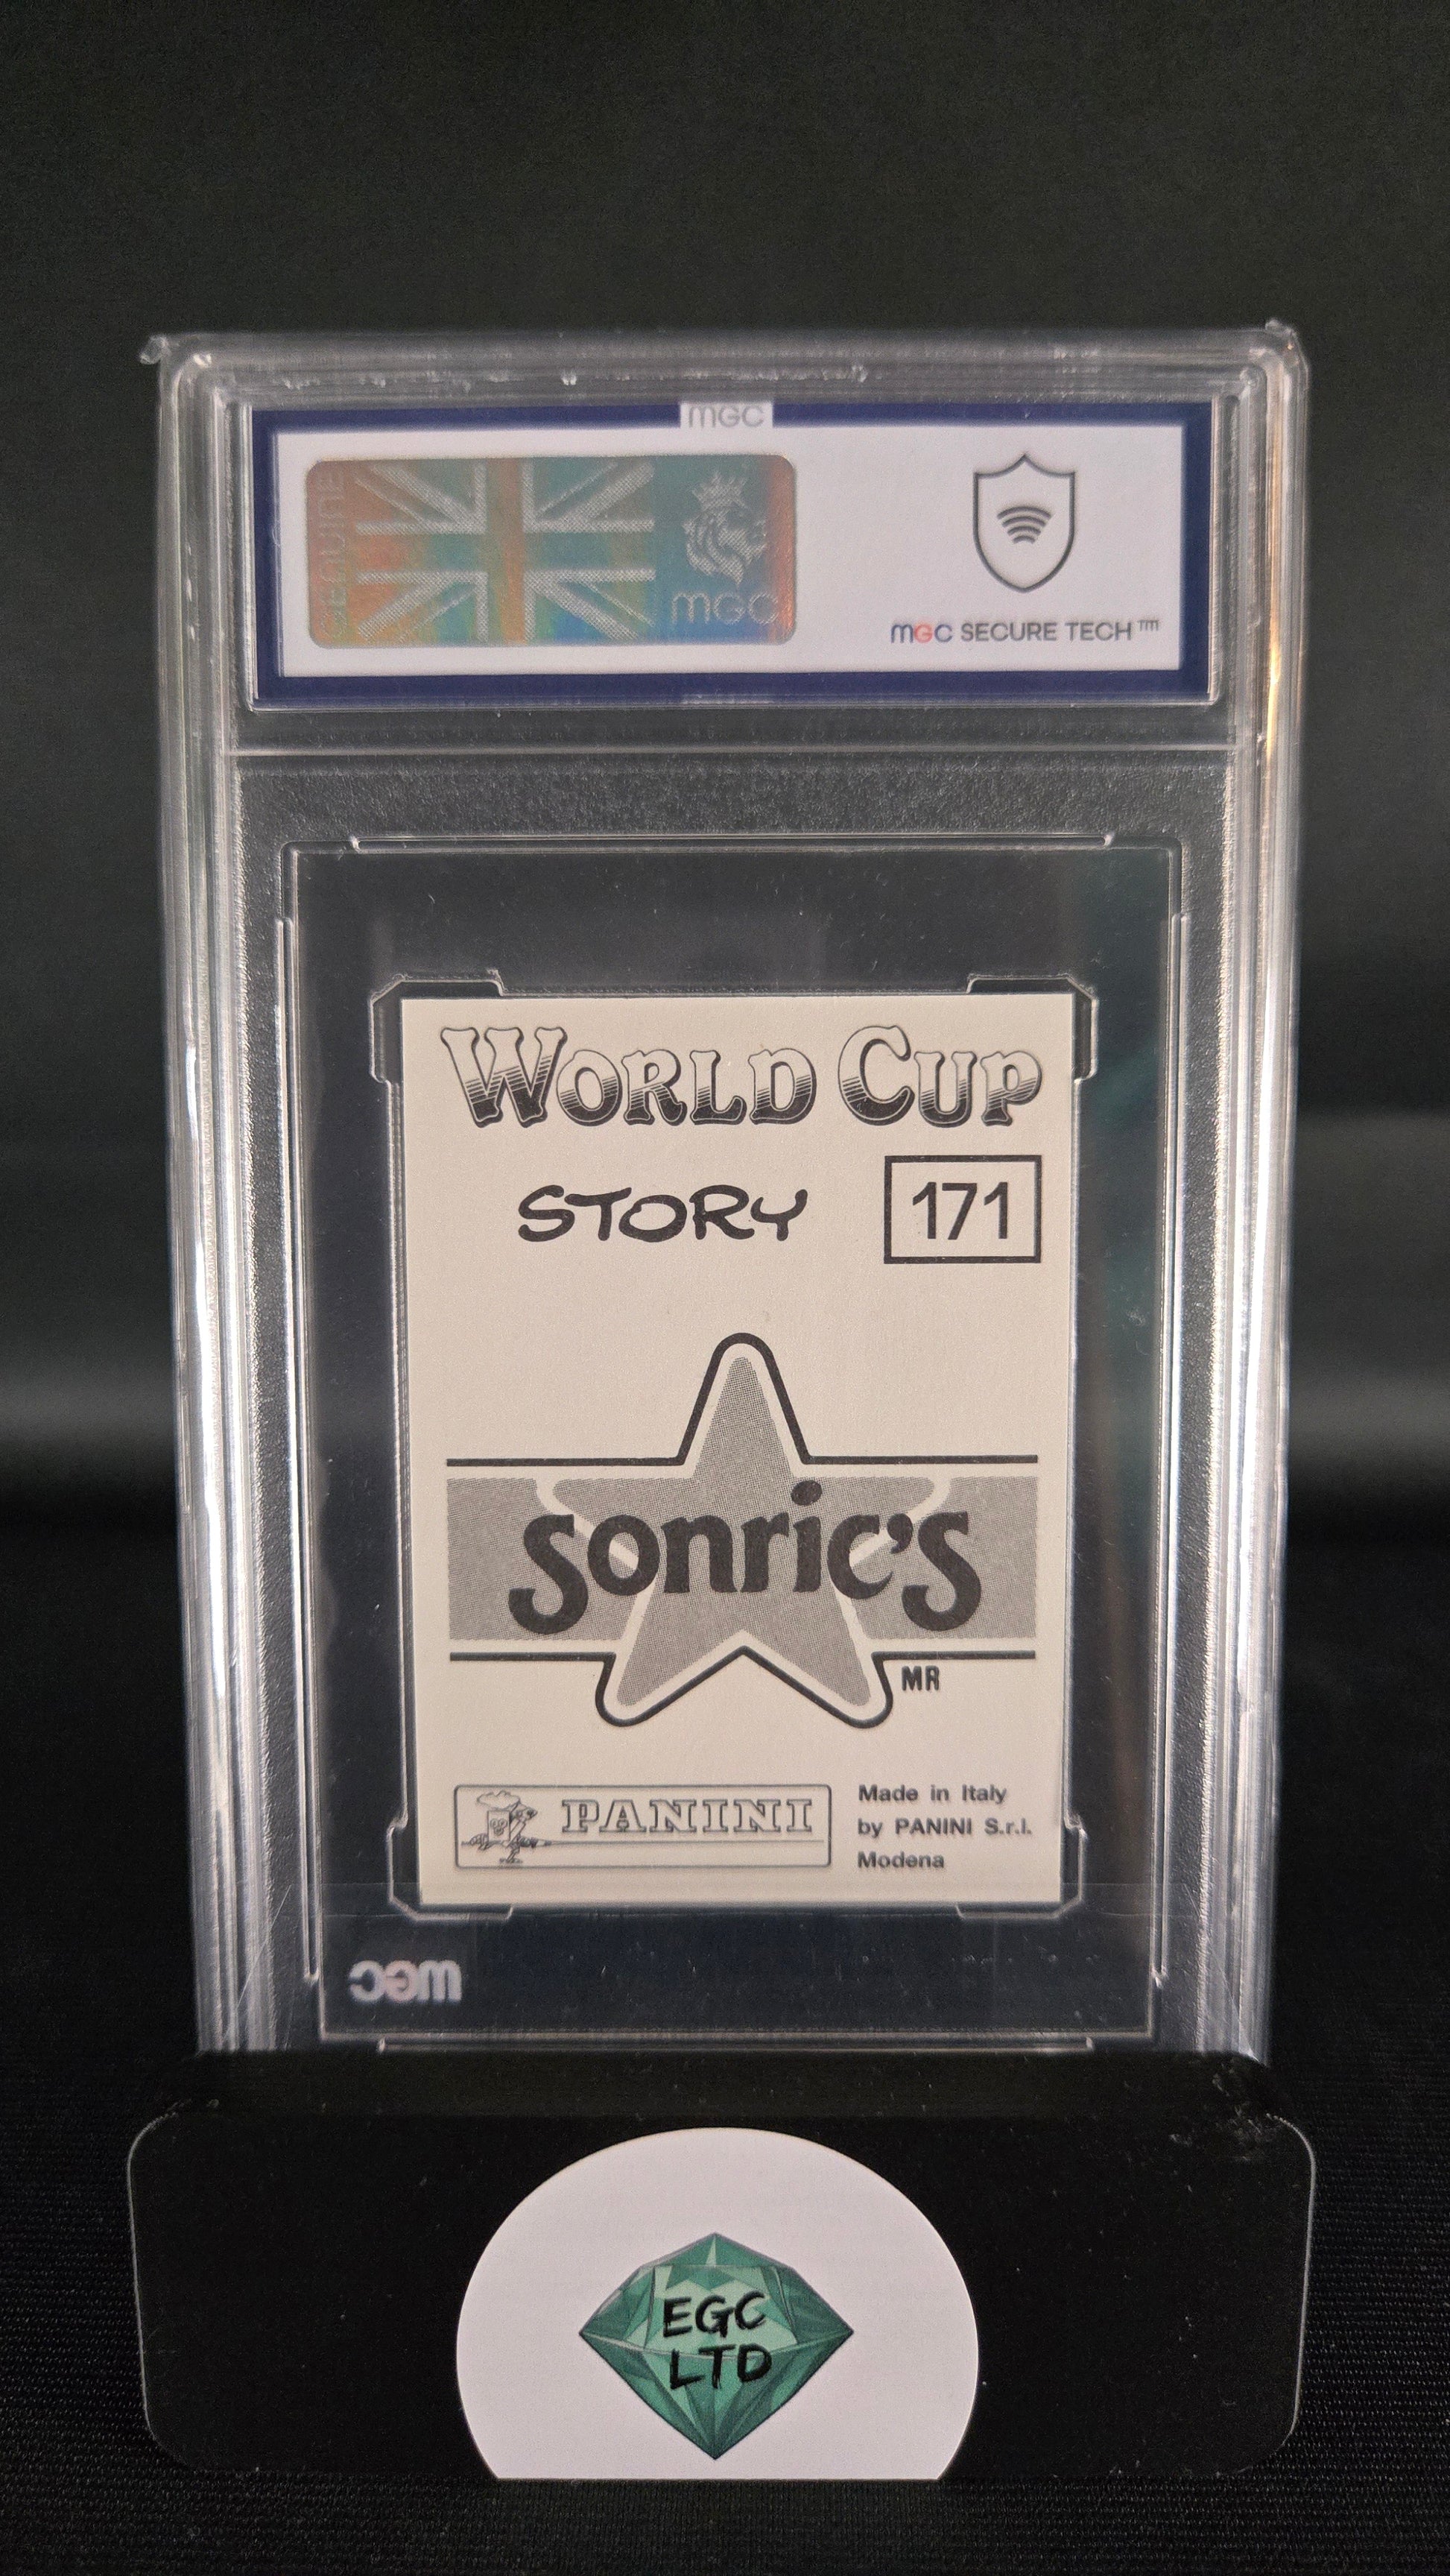 MGC
GENUINE
MGC
MGC SECURE TECH™
WORLD CUP
STORY 171
sonric's
MR
PANINI
Made in Italy
by PANINI S.r.l.
Modena
MGC
EGC
LTD